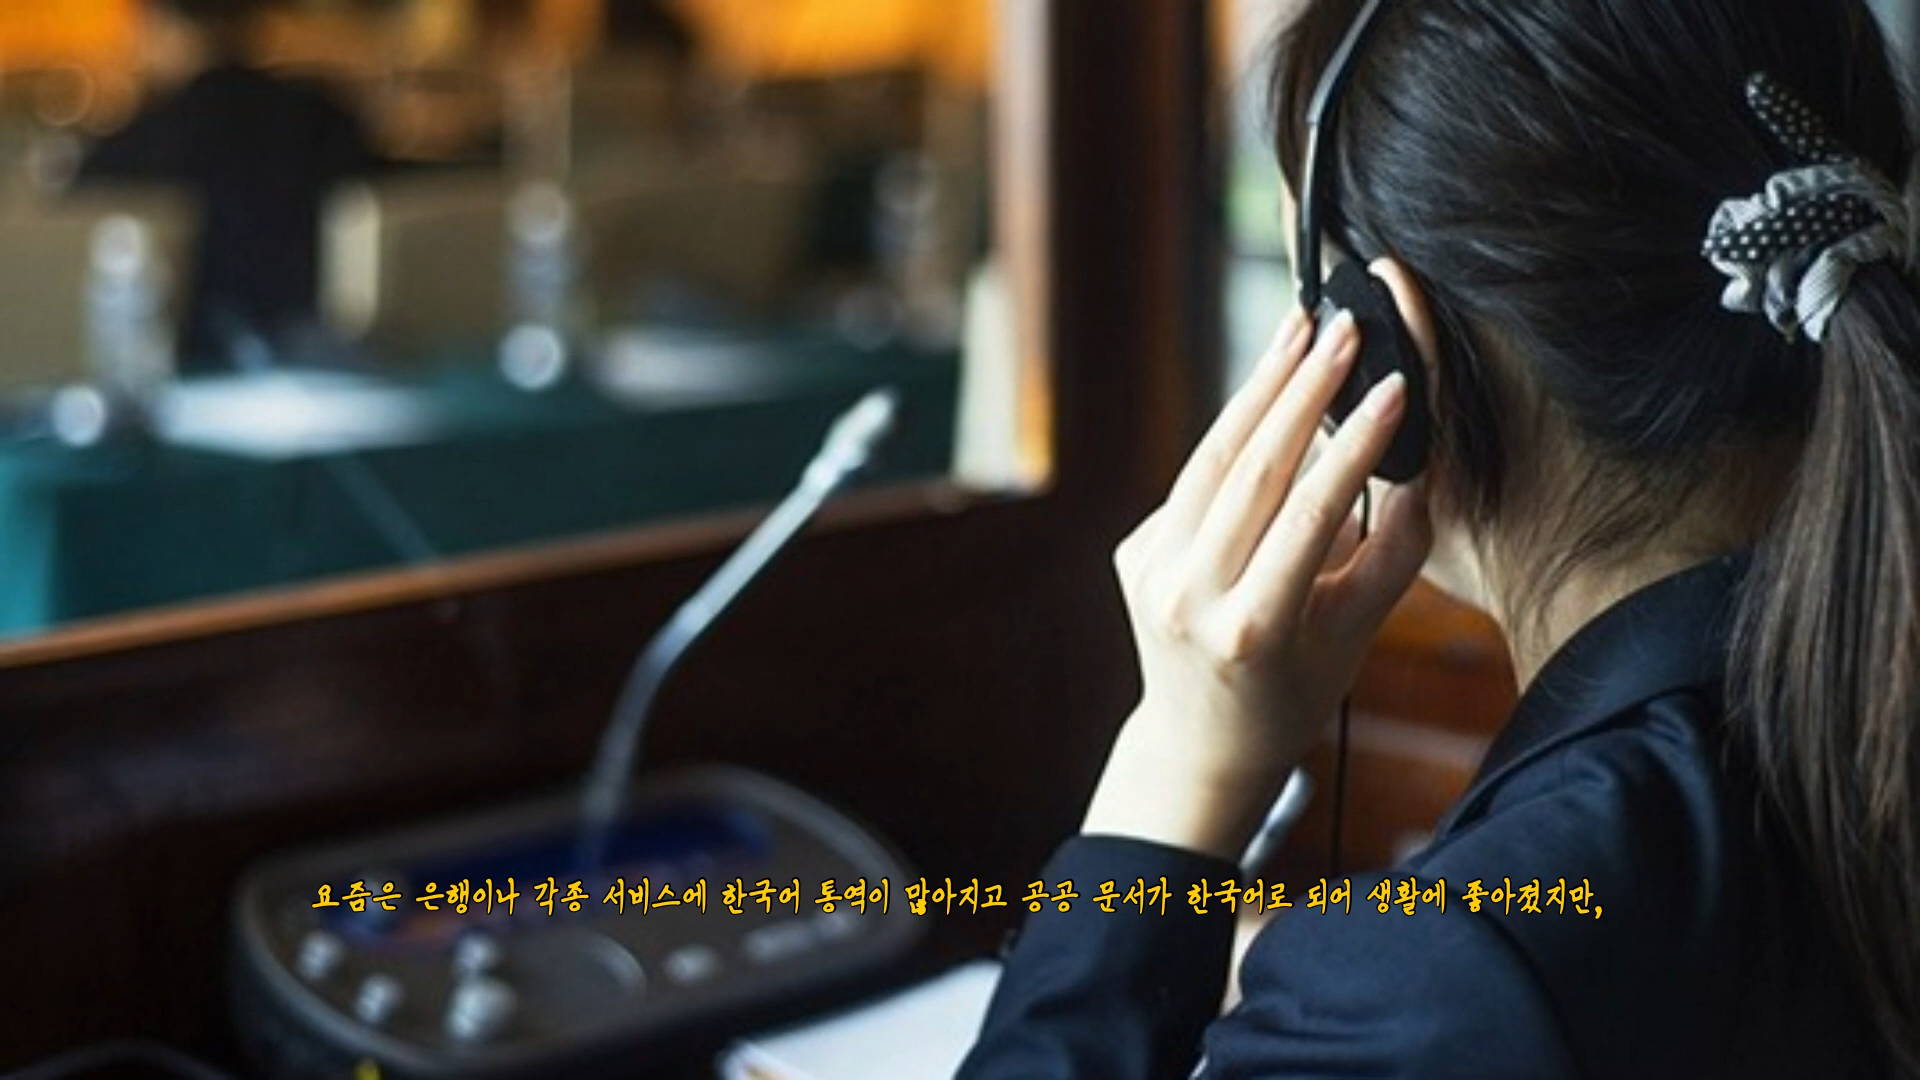 요즘은 은행이나 각종 서비스에 한국어 통역이 많아지고 공공 문서가 한국어로 되어 생활에 좋아졌지만,